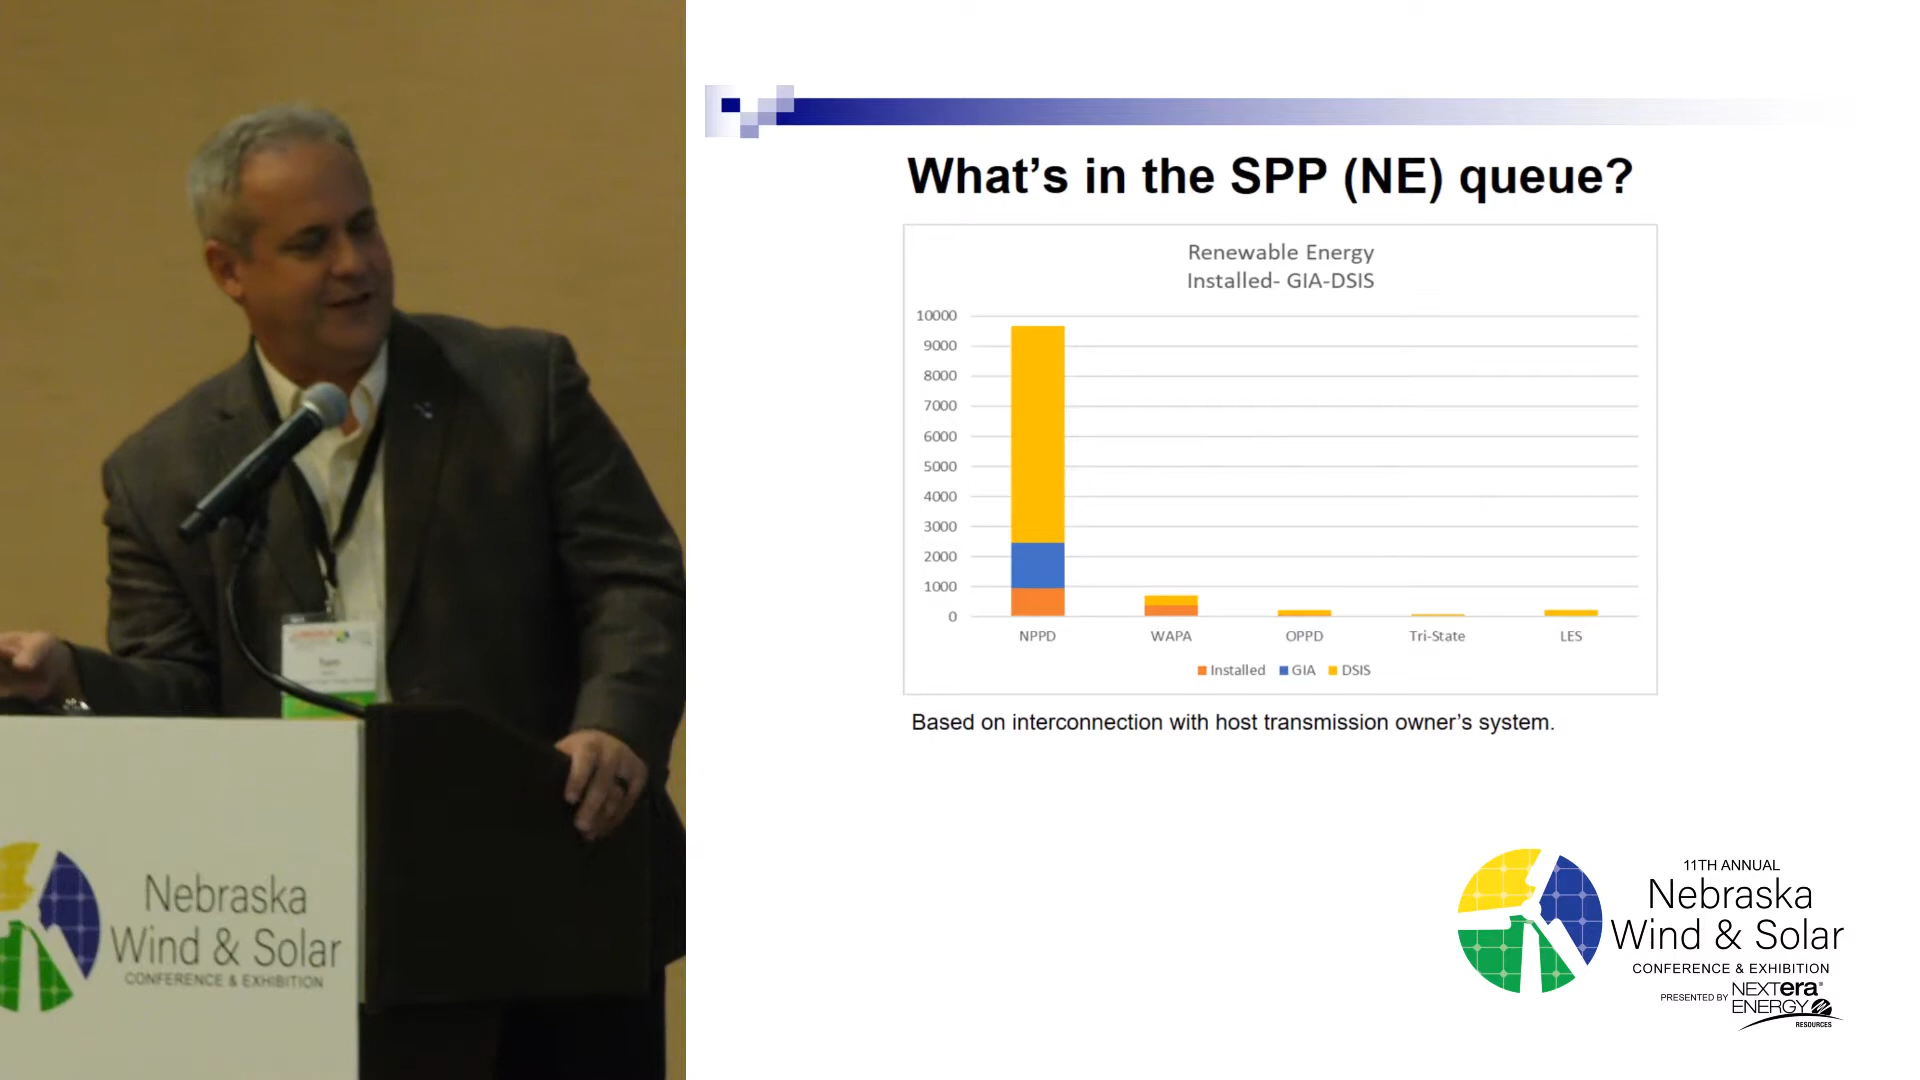 What's in the SPP (NE) queue?
Renewable Energy
Installed- GIA-DSIS
10000
9000
8000
7000
6000
5000
4000
3000
2000
1000
0
NPPD
WAPA
OPPD
Tri-State
LES
Installed
GIA
DSIS
Based on interconnection with host transmission owner's system.
Tom
Nebraska
Wind & Solar
CONFERENCE & EXHIBITION
11TH ANNUAL
Nebraska
Wind & Solar
CONFERENCE & EXHIBITION
PRESENTED BY
NEXTera®
ENERGY
RESOURCES